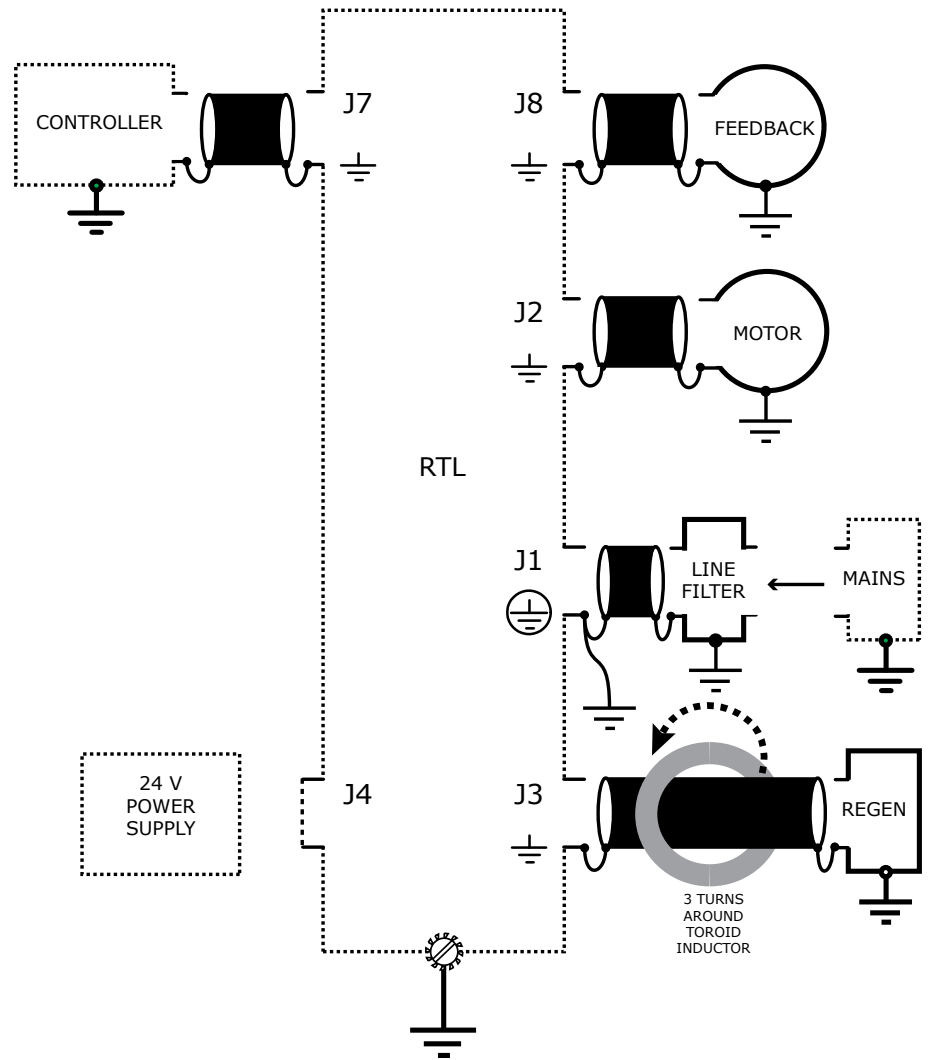 CONTROLLER
J7
J8
FEEDBACK
J2
MOTOR
RTL
J1
LINE
FILTER
MAINS
24 V
POWER
SUPPLY
J4
J3
REGEN
3 TURNS
AROUND
TOROID
INDUCTOR